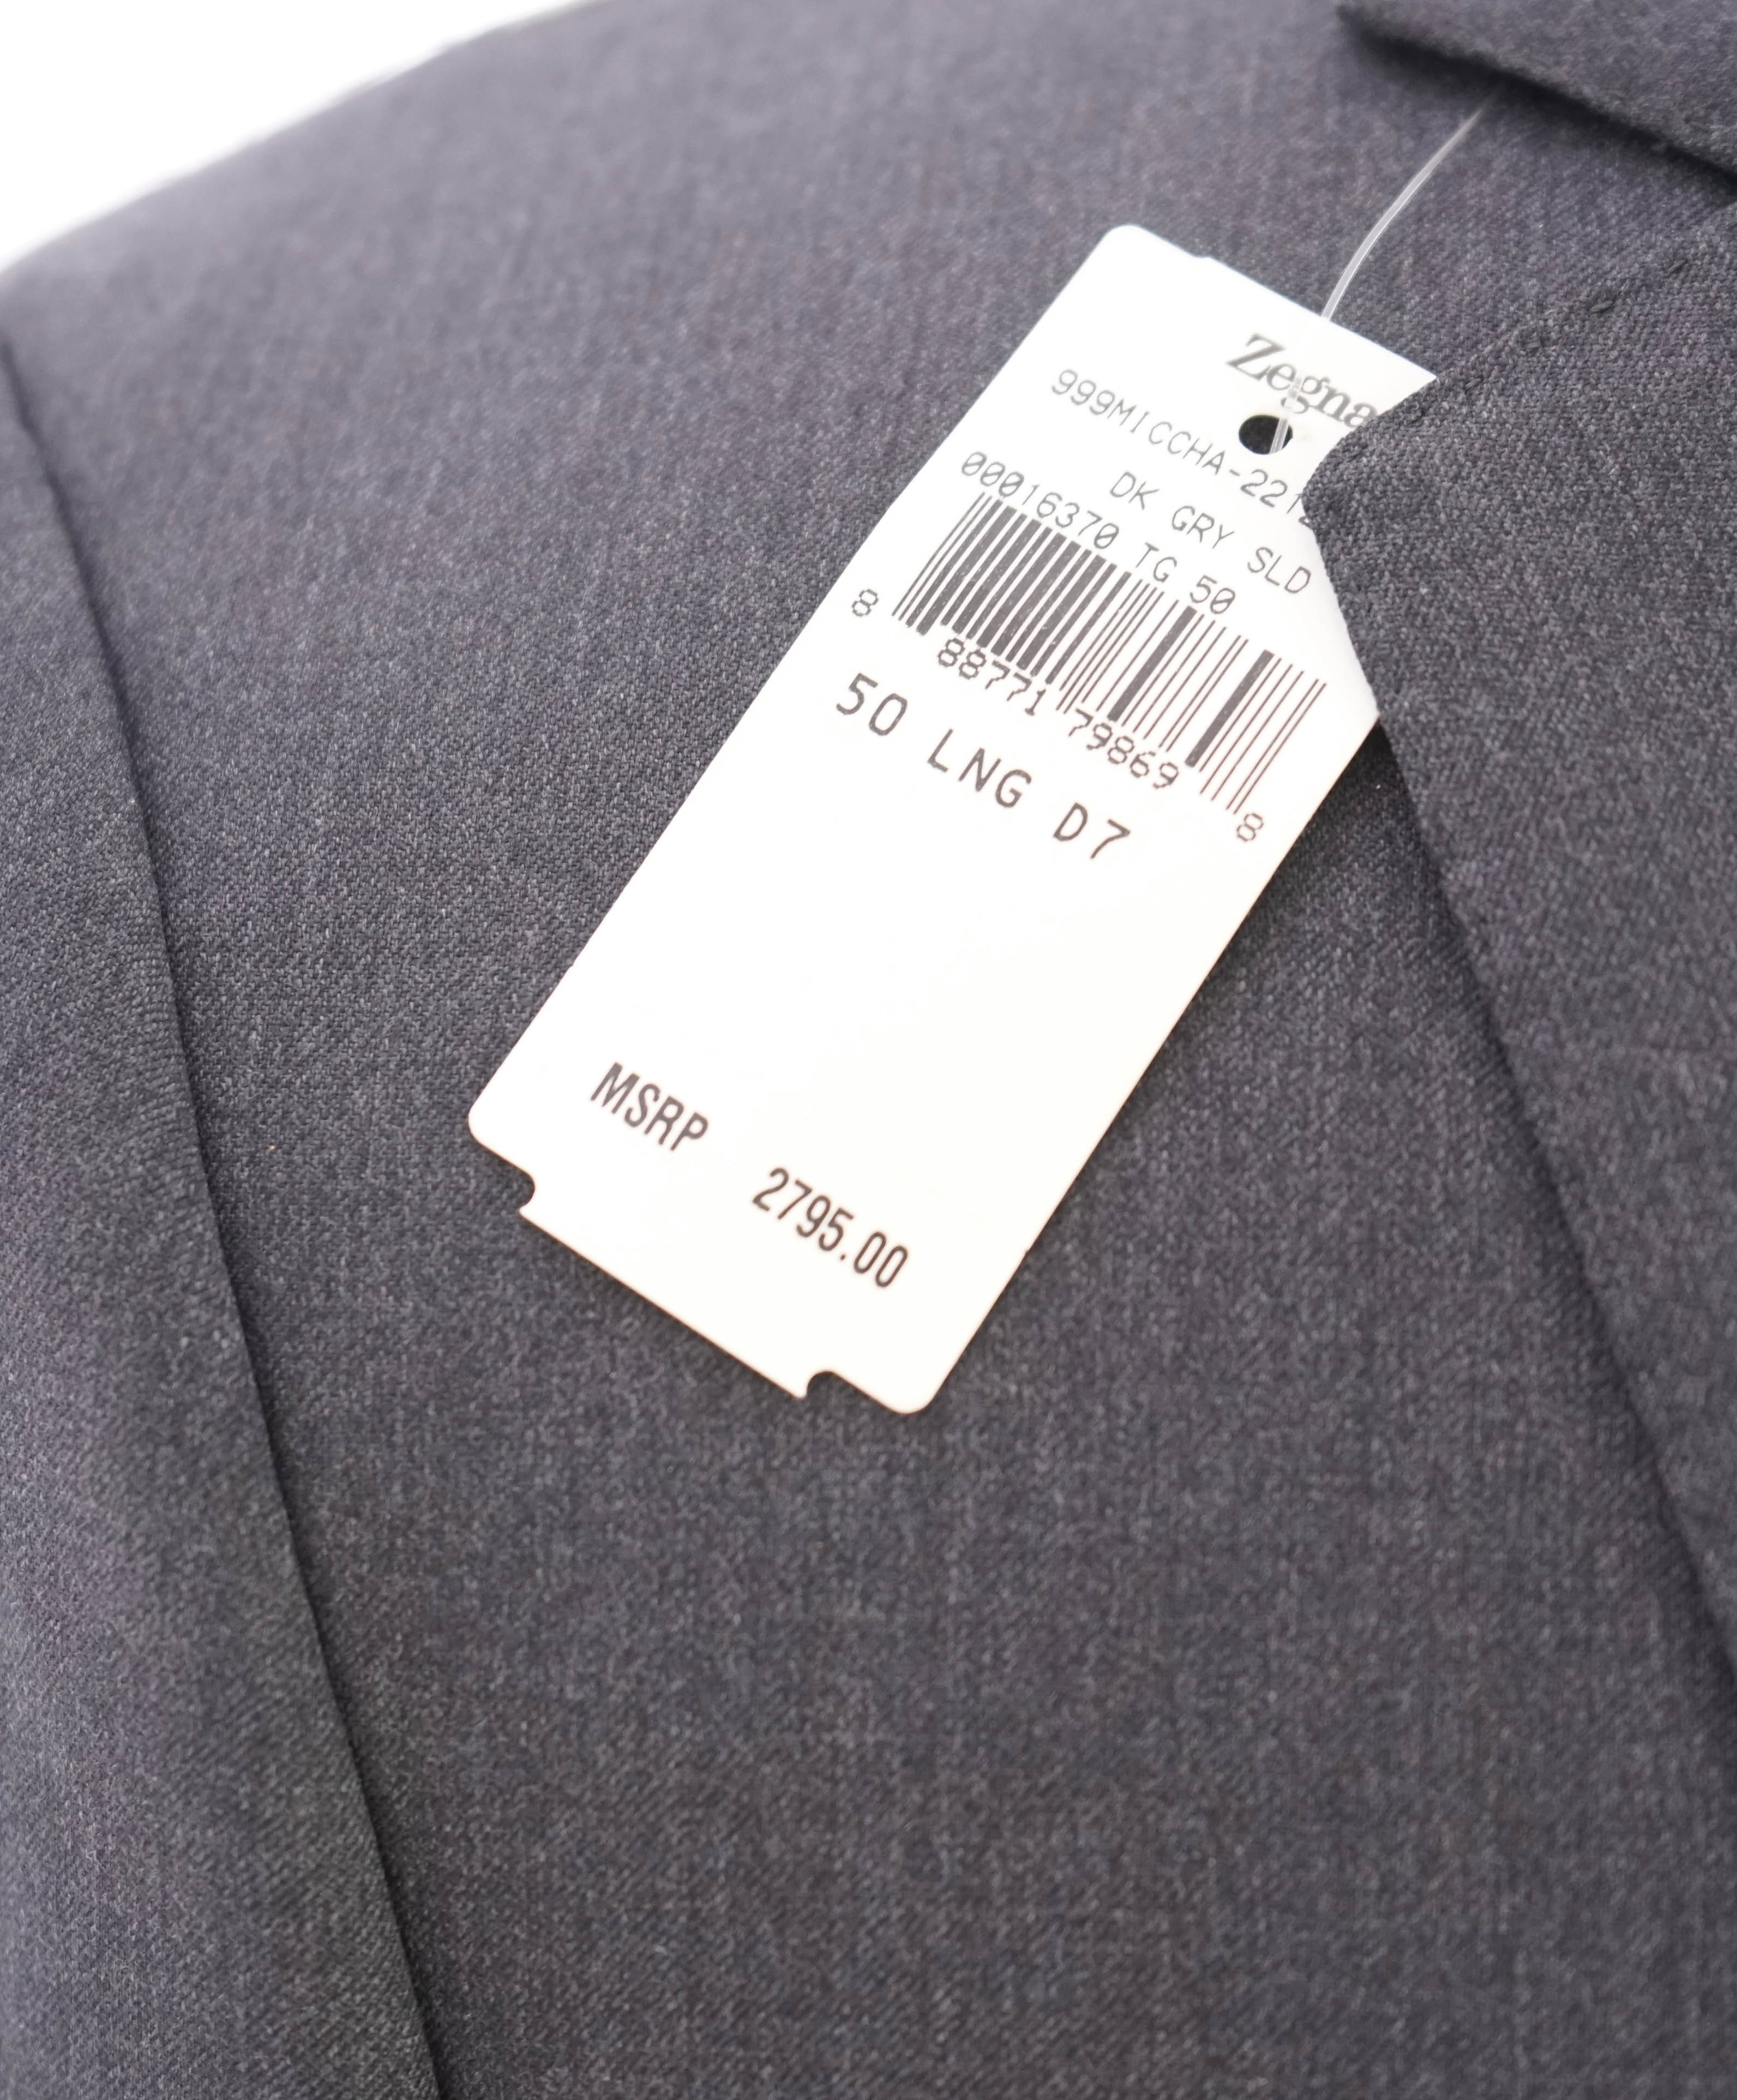 Zegna
999MICCHA-221
DK GRY SLD
00016370 TG 50
8 88771 79869 8
50 LNG D7
MSRP 2795.00